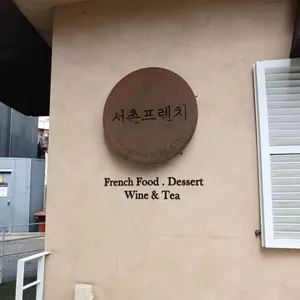 서촌프렌치
French Food . Dessert
Wine & Tea